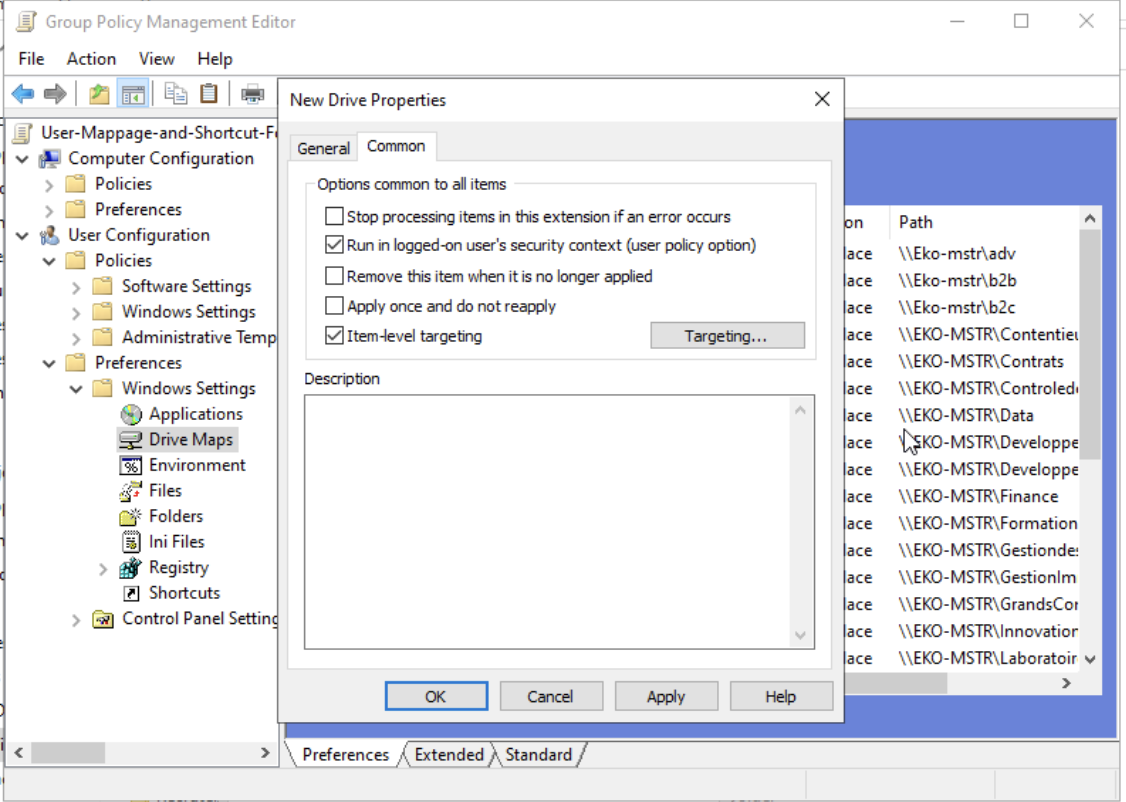 Group Policy Management Editor
File Action View Help
New Drive Properties
General Common
Options common to all items
Stop processing items in this extension if an error occurs
Run in logged-on user's security context (user policy option)
Remove this item when it is no longer applied
Apply once and do not reapply
Item-level targeting
Targeting...
Description
OK Cancel Apply Help
User-Mappage-and-Shortcut-F
Computer Configuration
Policies
Preferences
User Configuration
Policies
Software Settings
Windows Settings
Administrative Temp
Preferences
Windows Settings
Applications
Drive Maps
Environment
Files
Folders
Ini Files
Registry
Shortcuts
Control Panel Setting
on Path
lace \\Eko-mstr\adv
lace \\Eko-mstr\b2b
lace \\Eko-mstr\b2c
lace \\EKO-MSTR\Contentieu
lace \\EKO-MSTR\Contrats
lace \\EKO-MSTR\Controlede
lace \\EKO-MSTR\Data
lace \\EKO-MSTR\Developpe
lace \\EKO-MSTR\Developpe
lace \\EKO-MSTR\Finance
lace \\EKO-MSTR\Formation
lace \\EKO-MSTR\Gestiondes
lace \\EKO-MSTR\GestionIm
lace \\EKO-MSTR\GrandsCor
lace \\EKO-MSTR\Innovation
lace \\EKO-MSTR\Laboratoir
Preferences Extended Standard